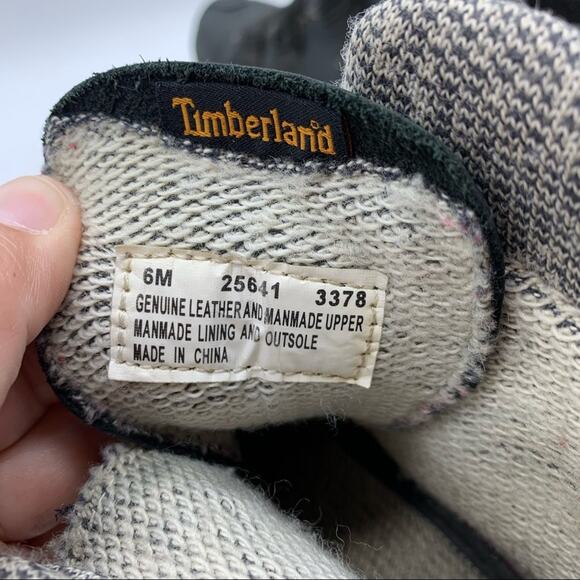 Timberland
6M 25641 3378
GENUINE LEATHER AND MANMADE UPPER
MANMADE LINING AND OUTSOLE
MADE IN CHINA